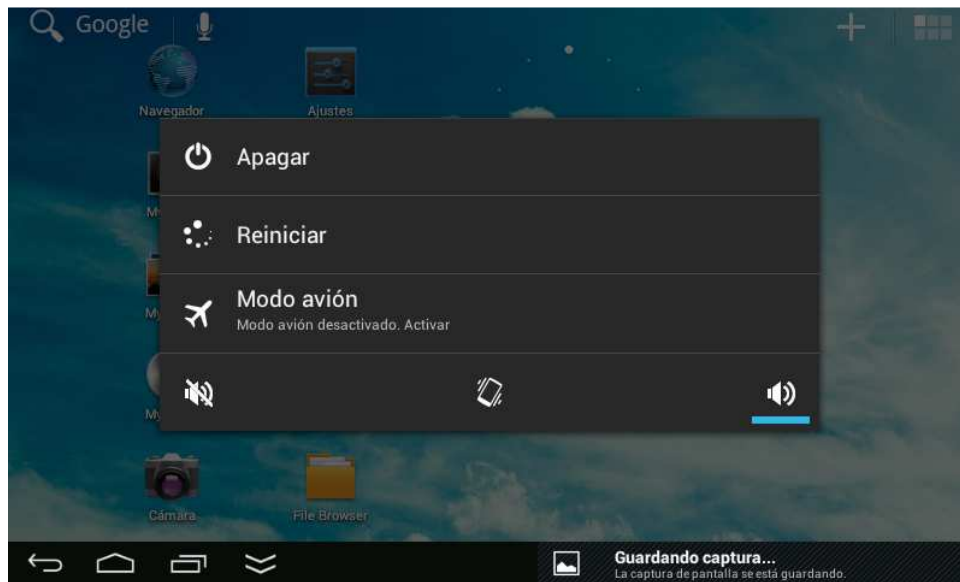 Google
Navegador
Ajustes
Apagar
Reiniciar
Modo avión
Modo avión desactivado. Activar
Cámara
File Browser
Guardando captura...
La captura de pantalla se está guardando.